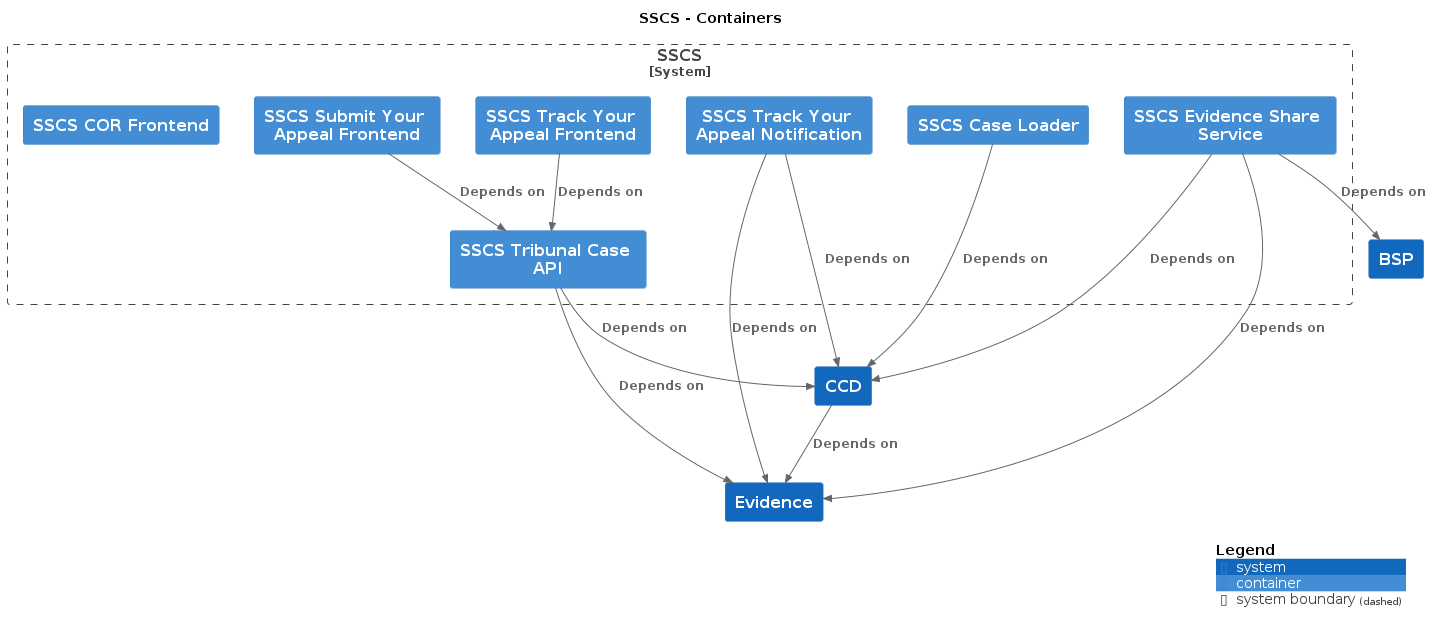 SSCS - Containers
SSCS
[System]
SSCS COR Frontend
SSCS Submit Your
Appeal Frontend
SSCS Track Your
Appeal Frontend
SSCS Track Your
Appeal Notification
SSCS Case Loader
SSCS Evidence Share
Service
Depends on
Depends on
Depends on
SSCS Tribunal Case
API
Depends on
Depends on
Depends on
BSP
Depends on
Depends on
Depends on
Depends on
CCD
Depends on
Evidence
Legend
system
container
system boundary (dashed)